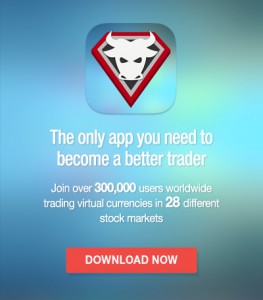 The only app you need to
become a better trader
Join over 300,000 users worldwide
trading virtual currencies in 28 different
stock markets
DOWNLOAD NOW